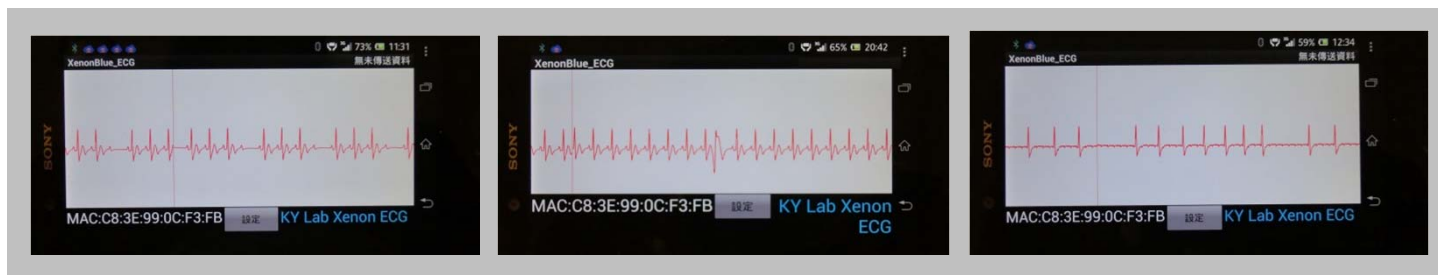 73% 11:31
XenonBlue_ECG
無未傳送資料
SONY
MAC:C8:3E:99:0C:F3:FB
設定
KY Lab Xenon ECG
65% 20:42
XenonBlue_ECG
SONY
MAC:C8:3E:99:0C:F3:FB
設定
KY Lab Xenon
ECG
59% 12:34
XenonBlue_ECG
無未傳送資料
SONY
MAC:C8:3E:99:0C:F3:FB
設定
KY Lab Xenon ECG